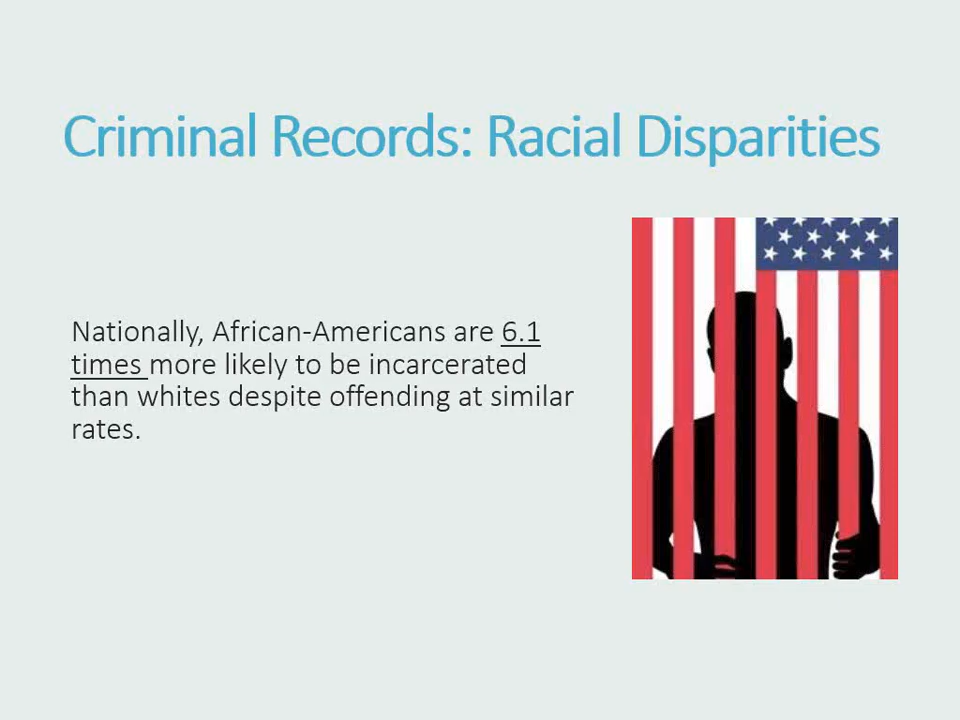 Criminal Records: Racial Disparities
Nationally, African-Americans are 6.1
times more likely to be incarcerated
than whites despite offending at similar
rates.